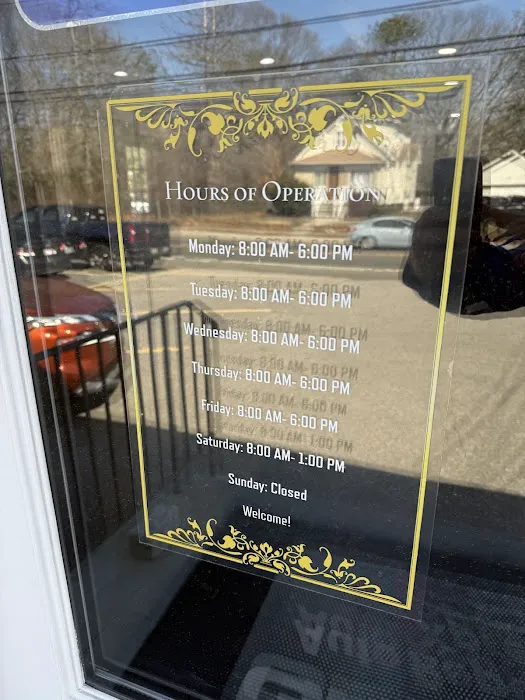 HOURS OF OPERATIONS
Monday: 8:00 AM- 6:00 PM
Tuesday: 8:00 AM- 6:00 PM
Wednesday: 8:00 AM- 6:00 PM
Thursday: 8:00 AM- 6:00 PM
Friday: 8:00 AM- 6:00 PM
Saturday: 8:00 AM- 1:00 PM
Sunday: Closed
Welcome!